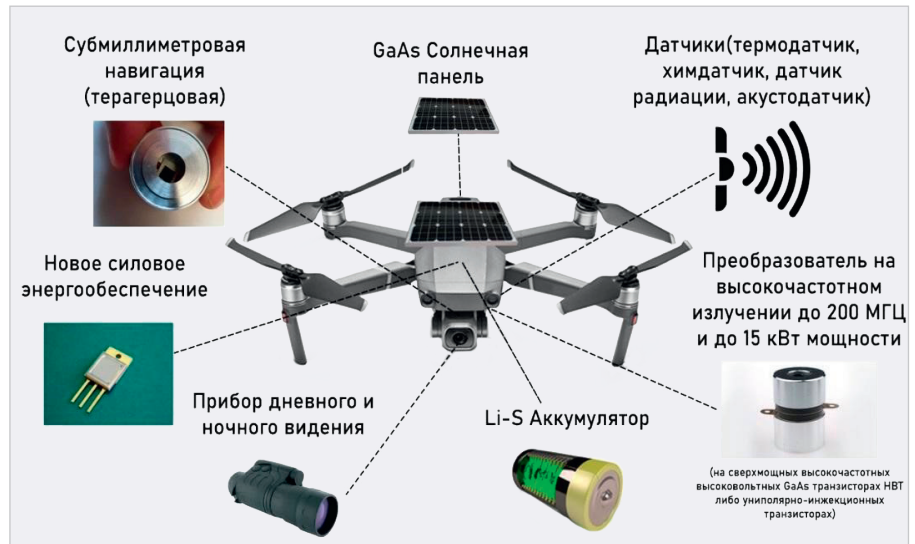 Субмиллиметровая
навигация
(терагерцовая)
GaAs Солнечная
панель
Датчики(термодатчик,
химдатчик, датчик
радиации, акустодатчик)
Новое силовое
энергообеспечение
Преобразователь на
высокочастотном
излучении до 200 МГЦ
и до 15 кВт мощности
Прибор дневного и
ночного видения
Li-S Аккумулятор
(на сверхмощных высокочастотных
высоковольтных GaAs транзисторах HBT
либо униполярно-инжекционных
транзисторах)